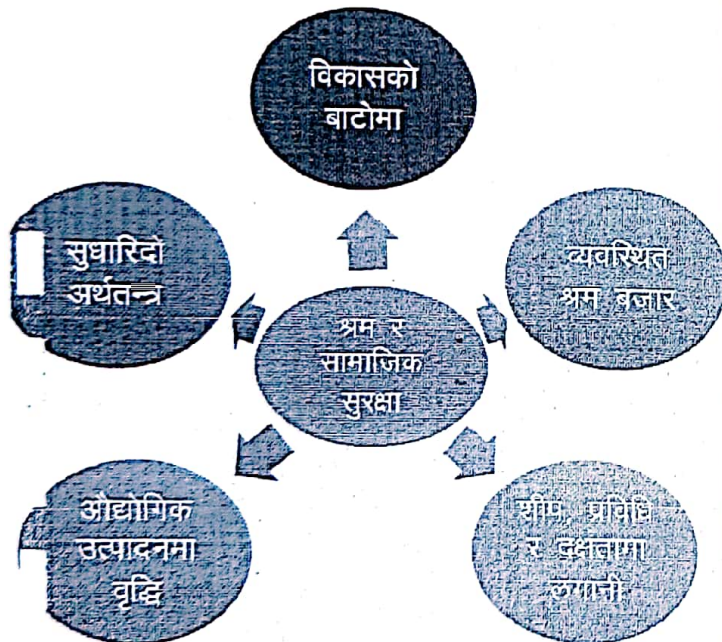 विकासको
बाटोमा
सुधारिदो
अर्थतन्त्र
व्यवस्थित
श्रम बजार
श्रम र
सामाजिक
सुरक्षा
औद्योगिक
उत्पादनमा
वृद्धि
शीप, प्रविधि
र दक्षतामा
लगानी